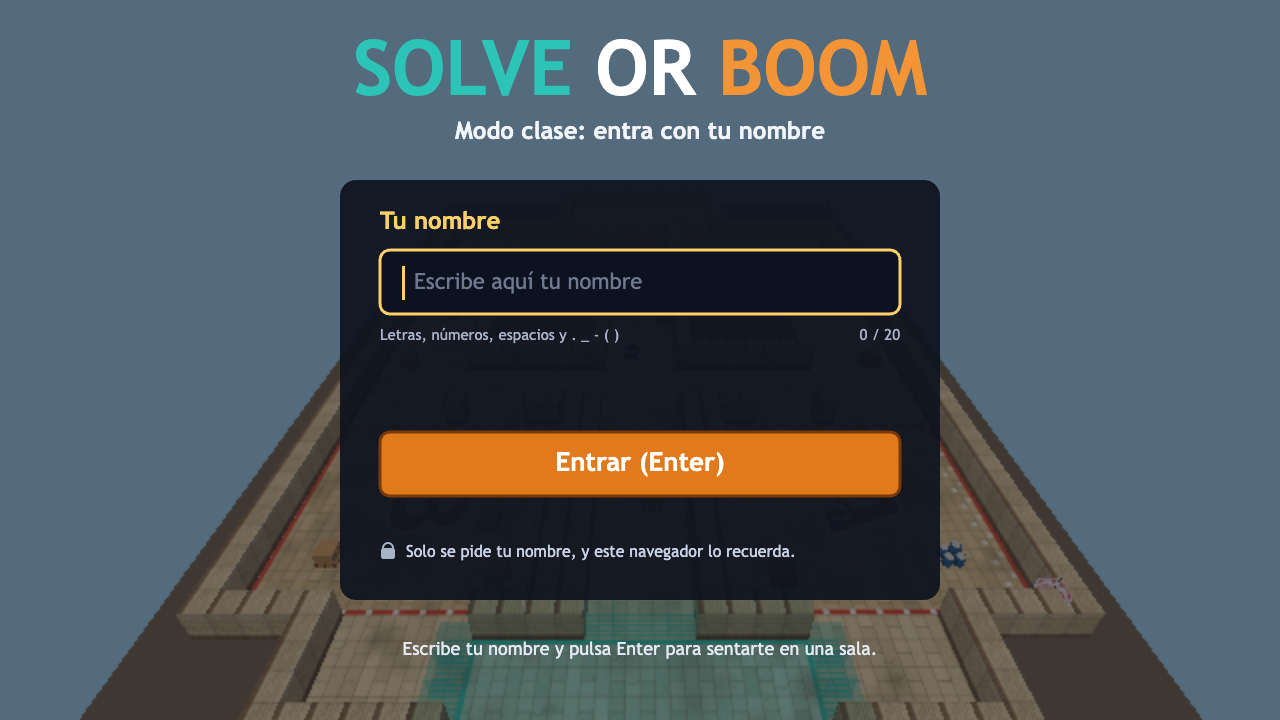 SOLVE OR BOOM
Modo clase: entra con tu nombre
Tu nombre
Escribe aquí tu nombre
Letras, números, espacios y . _ - ( )
0 / 20
Entrar (Enter)
Solo se pide tu nombre, y este navegador lo recuerda.
Escribe tu nombre y pulsa Enter para sentarte en una sala.